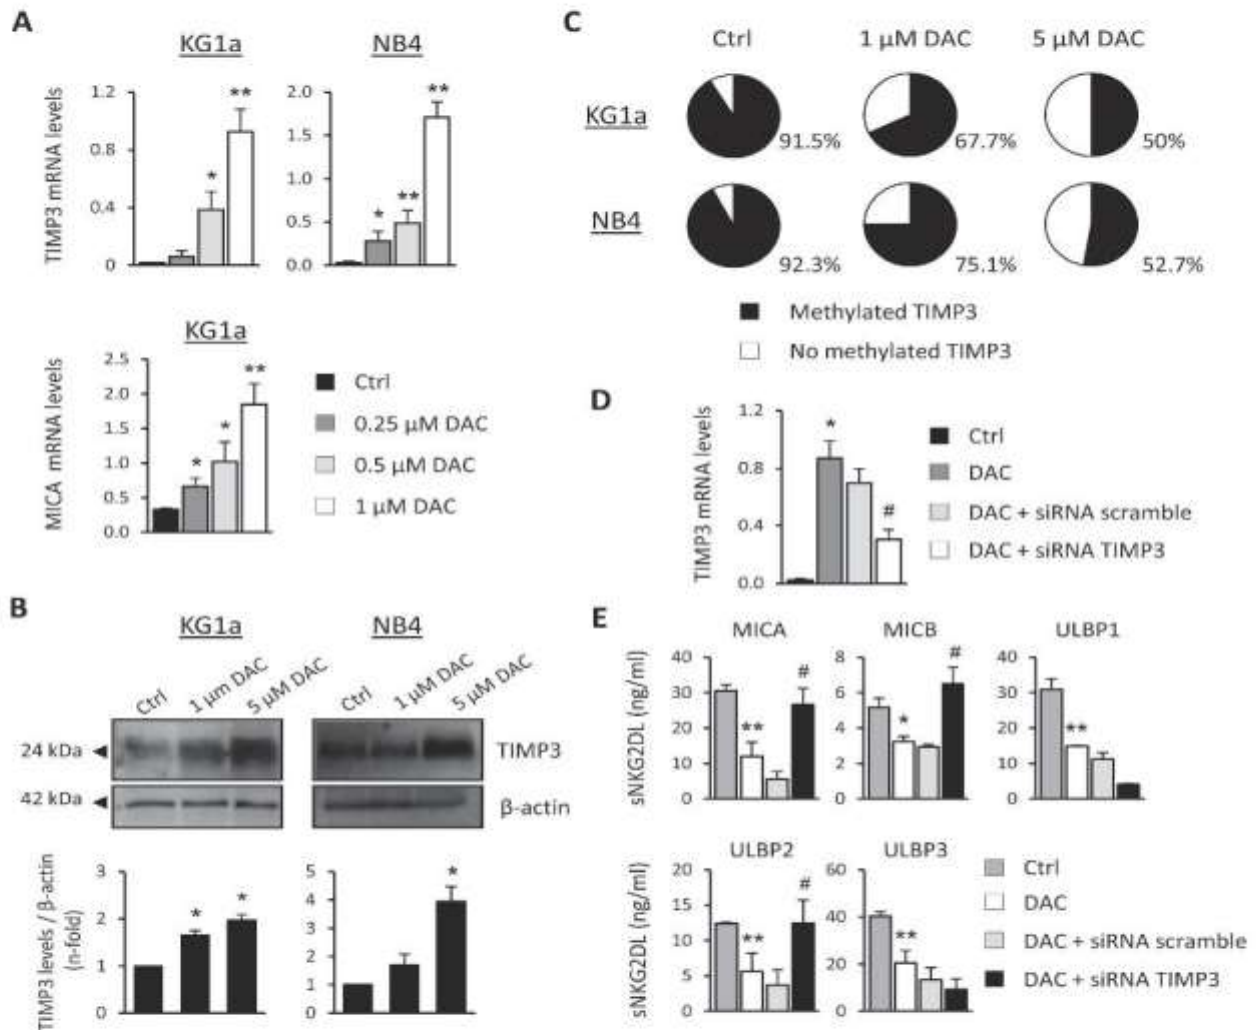 A
KG1a
NB4
TIMP3 mRNA levels
1.2
0.8
0.4
0
*
**
2.0
1.5
1.0
0.5
0.0
*
**
**
KG1a
MICA mRNA levels
2.5
2.0
1.5
1.0
0.5
0.0
*
*
**
Ctrl
0.25 µM DAC
0.5 µM DAC
1 µM DAC
B
KG1a
NB4
Ctrl
1 µm DAC
5 µM DAC
Ctrl
1 µM DAC
5 µM DAC
24 kDa
TIMP3
42 kDa
β-actin
TIMP3 levels / β-actin
(n-fold)
3
2
1
0
*
*
5
4
3
2
1
0
*
C
Ctrl
1 µM DAC
5 µM DAC
KG1a
91.5%
67.7%
50%
NB4
92.3%
75.1%
52.7%
Methylated TIMP3
No methylated TIMP3
D
TIMP3 mRNA levels
1.2
0.8
0.4
0.0
*
#
Ctrl
DAC
DAC + siRNA scramble
DAC + siRNA TIMP3
E
MICA
MICB
ULBP1
sNKG2DL (ng/ml)
40
30
20
10
0
**
#
8
6
4
2
0
*
#
40
30
20
10
0
**
ULBP2
ULBP3
sNKG2DL (ng/ml)
20
15
10
5
0
**
#
60
40
20
0
**
Ctrl
DAC
DAC + siRNA scramble
DAC + siRNA TIMP3